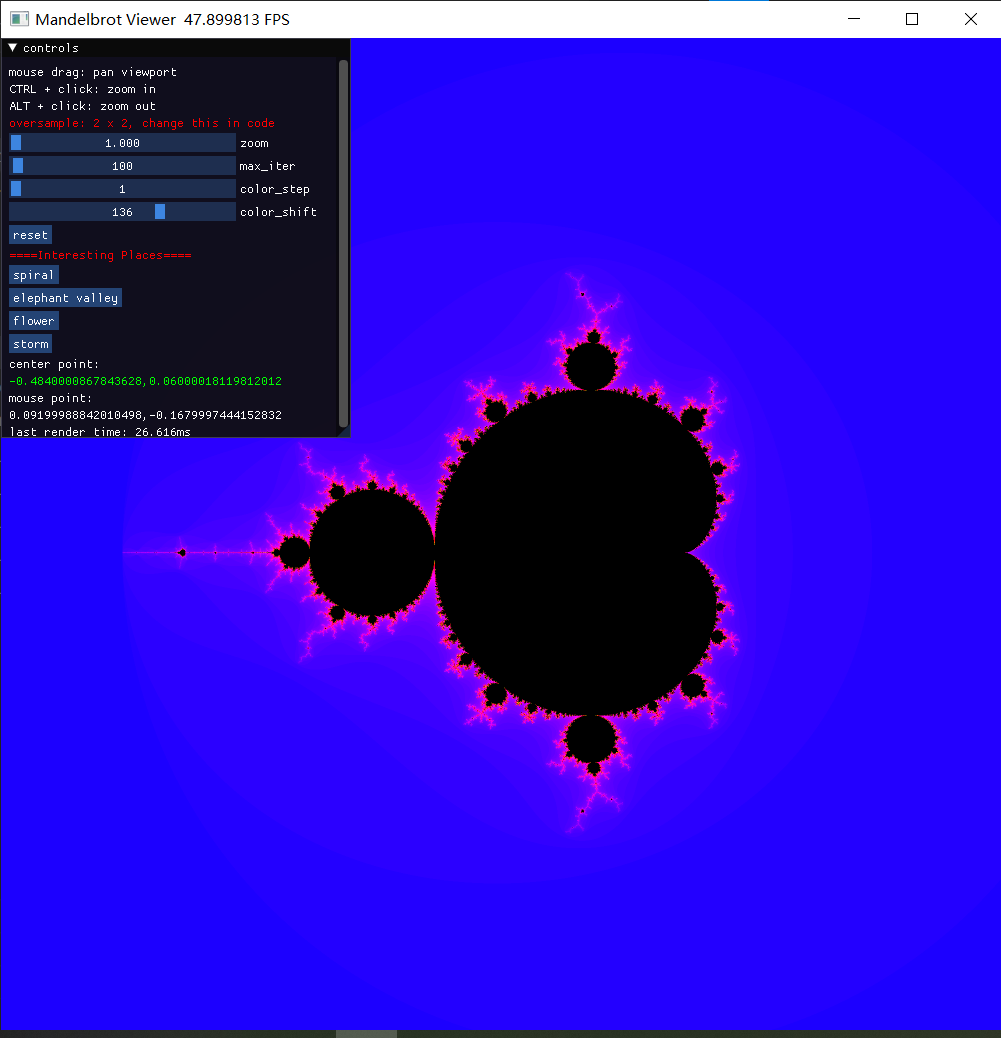 Mandelbrot Viewer 47.899813 FPS
controls
mouse drag: pan viewport
CTRL + click: zoom in
ALT + click: zoom out
oversample: 2 x 2, change this in code
1.000 zoom
100 max_iter
1 color_step
136 color_shift
reset
====Interesting Places====
spiral
elephant valley
flower
storm
center point:
-0.4840000867843628,0.06000018119812012
mouse point:
0.09199988842010498,-0.1679997444152832
last render time: 26.616ms